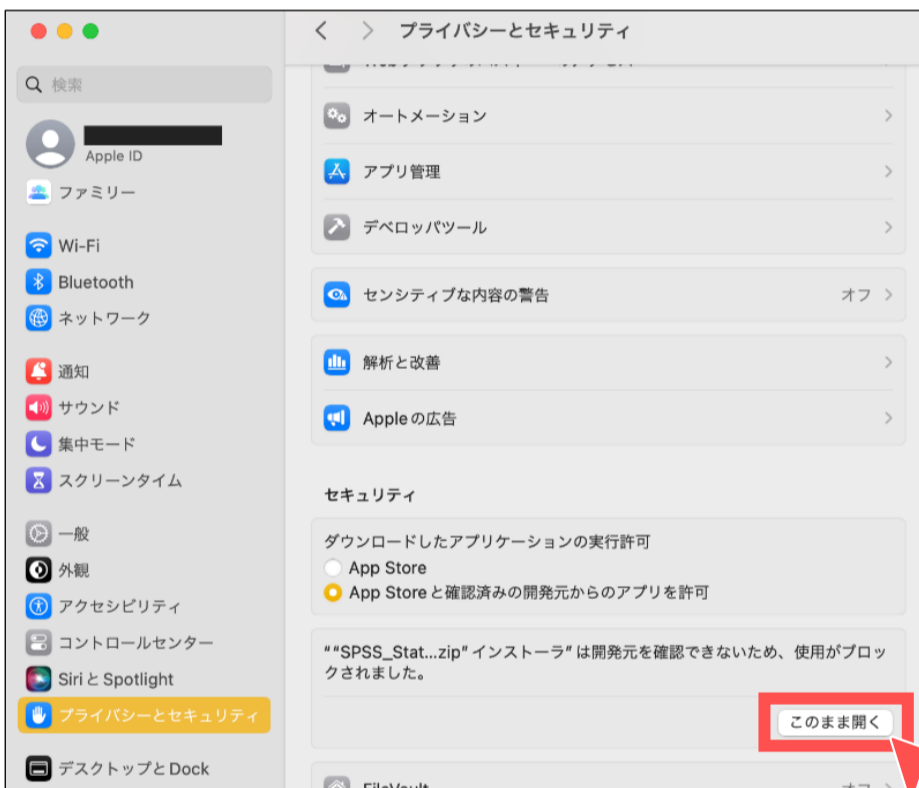 プライバシーとセキュリティ
検索
Apple ID
ファミリー
Wi-Fi
Bluetooth
ネットワーク
通知
サウンド
集中モード
スクリーンタイム
一般
外観
アクセシビリティ
コントロールセンター
Siri と Spotlight
プライバシーとセキュリティ
デスクトップと Dock
オートメーション
アプリ管理
デベロッパツール
センシティブな内容の警告 オフ
解析と改善
Apple の広告
セキュリティ
ダウンロードしたアプリケーションの実行許可
App Store
App Store と確認済みの開発元からのアプリを許可
““SPSS_Stat...zip” インストーラ” は開発元を確認できないため、使用がブロッ
クされました。
このまま開く
FileVault オフ